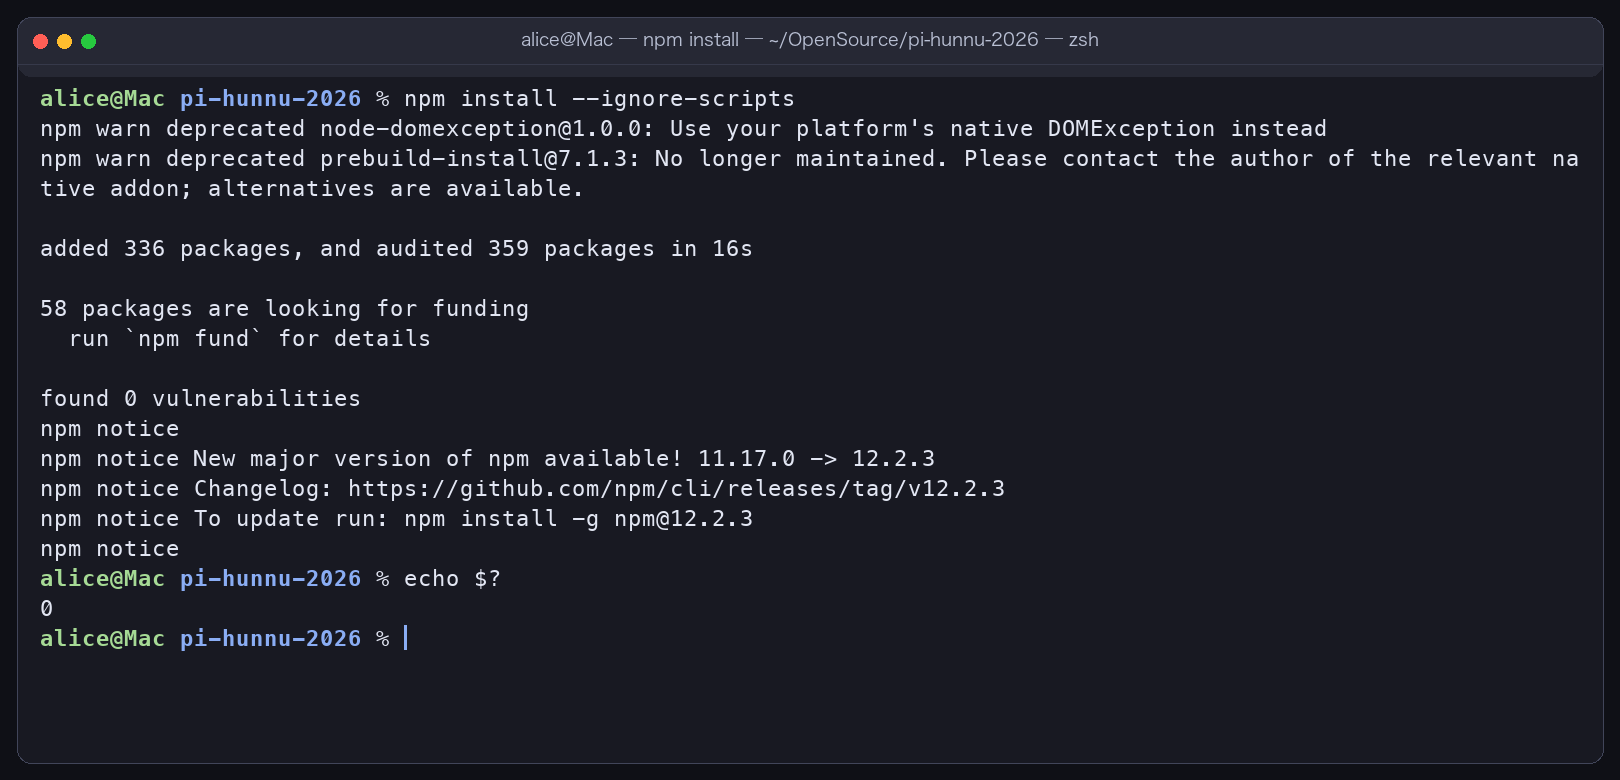 alice@Mac — npm install — ~/OpenSource/pi-hunnu-2026 — zsh
alice@Mac pi-hunnu-2026 % npm install --ignore-scripts
npm warn deprecated node-domexception@1.0.0: Use your platform's native DOMException instead
npm warn deprecated prebuild-install@7.1.3: No longer maintained. Please contact the author of the relevant na
tive addon; alternatives are available.
added 336 packages, and audited 359 packages in 16s
58 packages are looking for funding
  run `npm fund` for details
found 0 vulnerabilities
npm notice
npm notice New major version of npm available! 11.17.0 -> 12.2.3
npm notice Changelog: https://github.com/npm/cli/releases/tag/v12.2.3
npm notice To update run: npm install -g npm@12.2.3
npm notice
alice@Mac pi-hunnu-2026 % echo $?
0
alice@Mac pi-hunnu-2026 %